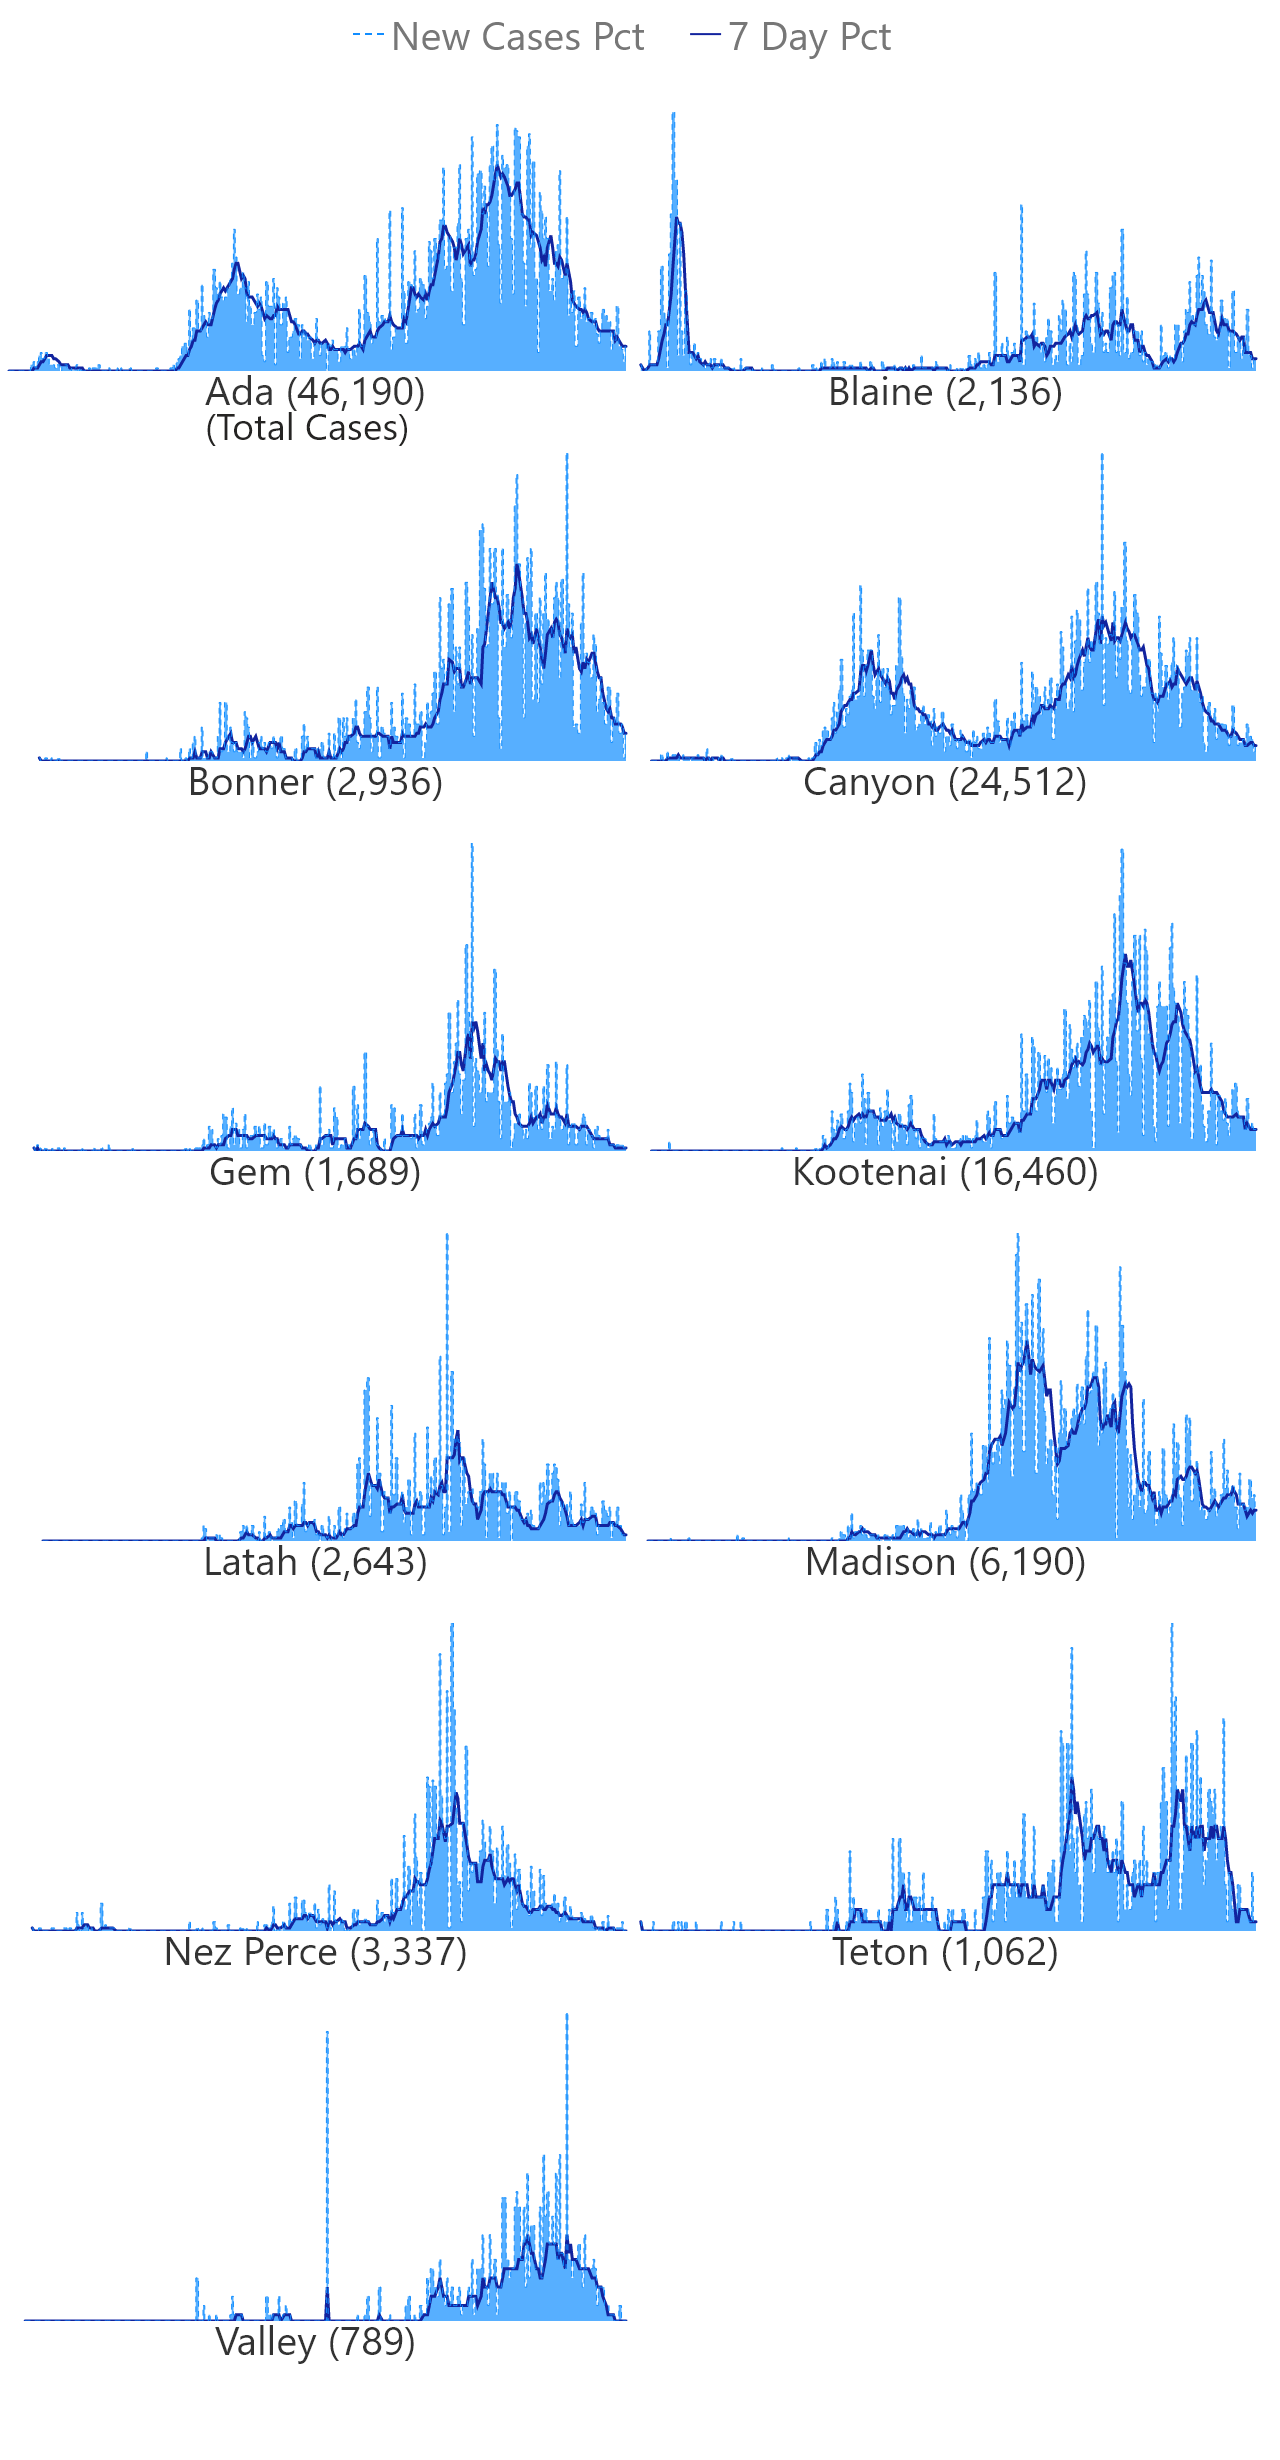 New Cases Pct 7 Day Pct
Ada (46,190) Blaine (2,136)
(Total Cases)
Bonner (2,936) Canyon (24,512)
Gem (1,689) Kootenai (16,460)
Latah (2,643) Madison (6,190)
Nez Perce (3,337) Teton (1,062)
Valley (789)